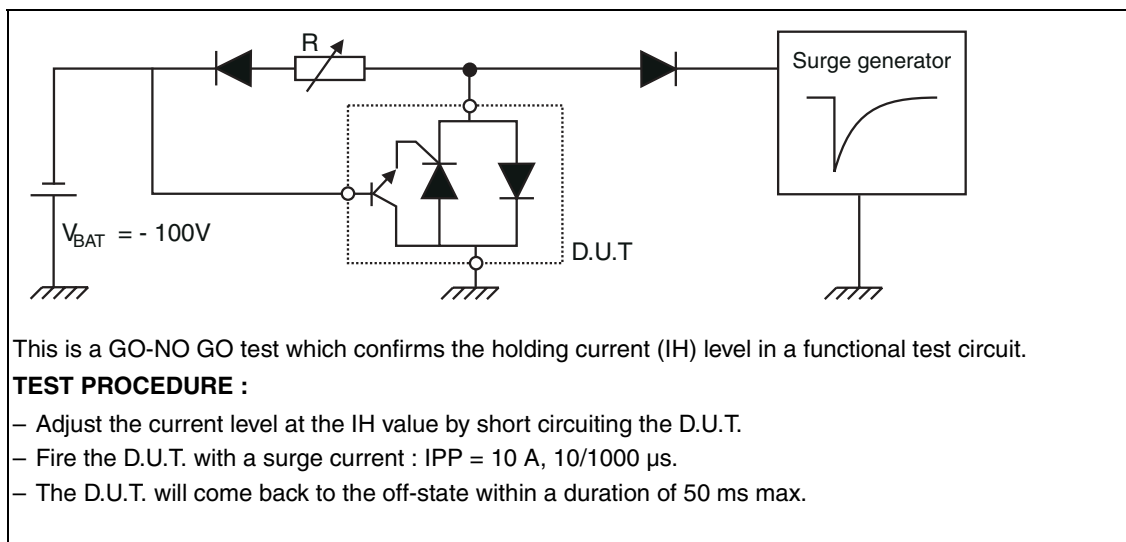 R
Surge generator
VBAT = - 100V
D.U.T
This is a GO-NO GO test which confirms the holding current (IH) level in a functional test circuit.
TEST PROCEDURE :
– Adjust the current level at the IH value by short circuiting the D.U.T.
– Fire the D.U.T. with a surge current : IPP = 10 A, 10/1000 µs.
– The D.U.T. will come back to the off-state within a duration of 50 ms max.